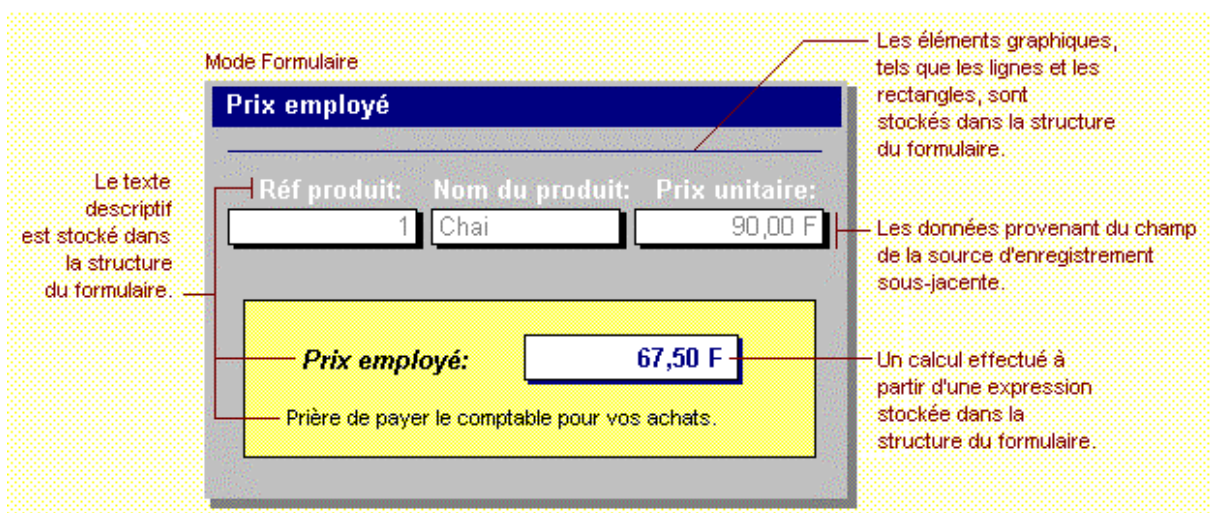 Mode Formulaire
Prix employé
Les éléments graphiques,
tels que les lignes et les
rectangles, sont
stockés dans la structure
du formulaire.
Le texte
descriptif
est stocké dans
la structure
du formulaire.
Réf produit: Nom du produit: Prix unitaire:
1 Chai 90,00 F
Les données provenant du champ
de la source d'enregistrement
sous-jacente.
Prix employé: 67,50 F
Prière de payer le comptable pour vos achats.
Un calcul effectué à
partir d'une expression
stockée dans la
structure du formulaire.